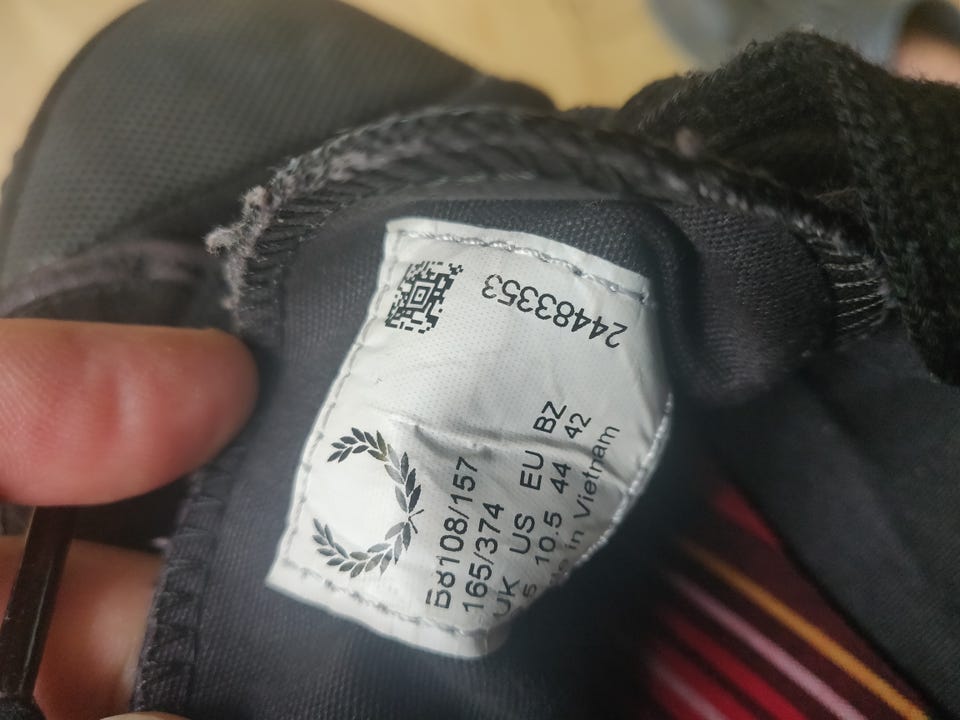 24483353
B8108/157
165/374
UK US EU BZ
10.5 44 42
in Vietnam